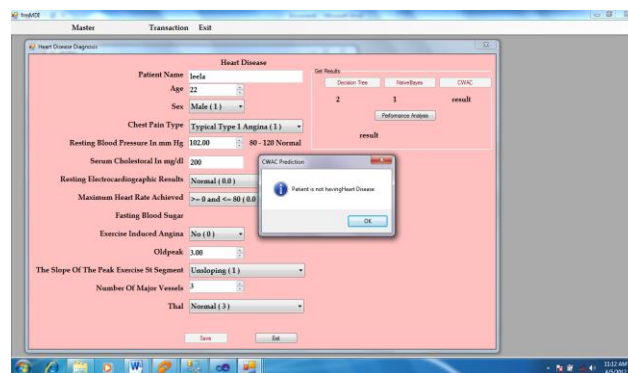 frmMDE
Master Transaction Exit
Heart Disease Diagnosis
Heart Disease
Patient Name leela
Age 22
Sex Male ( 1 )
Chest Pain Type Typical Type 1 Angina ( 1 )
Resting Blood Pressure In mm Hg 102.00 80 - 120 Normal
Serum Cholestoral In mg/dl 200
Resting Electrocardiographic Results Normal ( 0.0 )
Maximum Heart Rate Achieved >= 0 and <= 80 ( 0.0
Fasting Blood Sugar
Exercise Induced Angina No ( 0 )
Oldpeak 3.00
The Slope Of The Peak Exercise St Segment Unsloping ( 1 )
Number Of Major Vessels 3
Thal Normal ( 3 )
Save Exit
Get Results
Decision Tree NaiveBayes CWAC
2 1 result
Perfomance Analysis
result
CWAC Prediction
Patient is not havingHeart Disease
OK
11:12 AM
4/5/2012